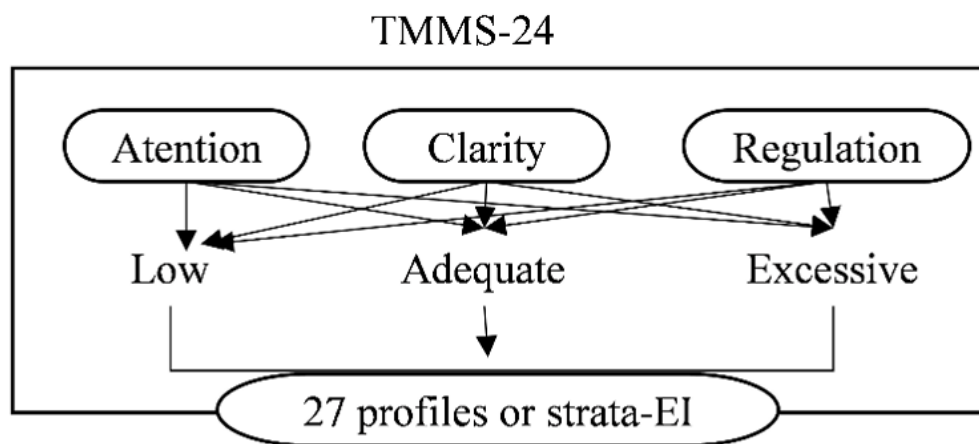 TMMS-24
Atention Clarity Regulation
Low Adequate Excessive
27 profiles or strata-EI